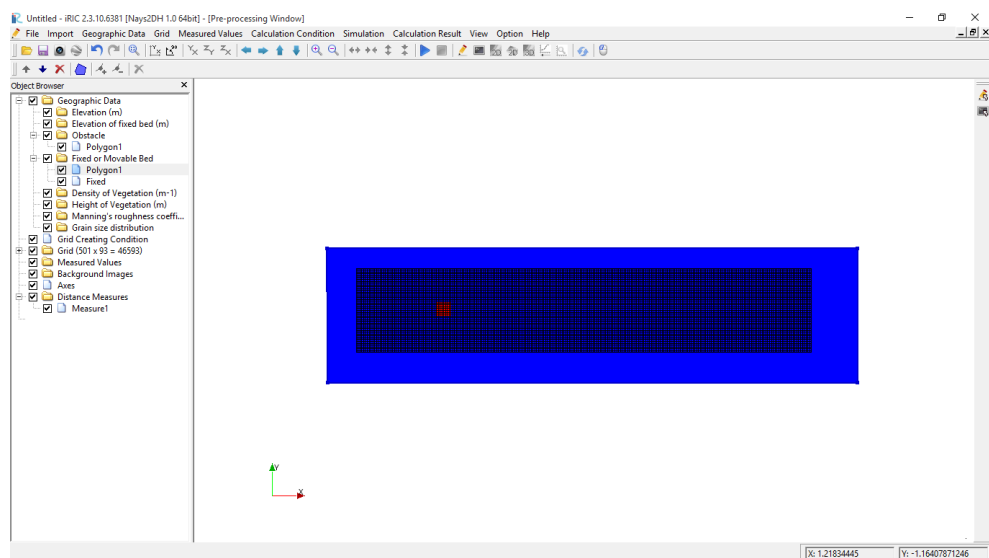 Untitled - iRIC 2.3.10.6381 [Nays2DH 1.0 64bit] - [Pre-processing Window]
File Import Geographic Data Grid Measured Values Calculation Condition Simulation Calculation Result View Option Help
Object Browser
Geographic Data
Elevation (m)
Elevation of fixed bed (m)
Obstacle
Polygon1
Fixed or Movable Bed
Polygon1
Fixed
Density of Vegetation (m-1)
Height of Vegetation (m)
Manning's roughness coeffi...
Grain size distribution
Grid Creating Condition
Grid (501 x 93 = 46593)
Measured Values
Background Images
Axes
Distance Measures
Measure1
Y
X
X: 1.21834445 Y: -1.16407871246